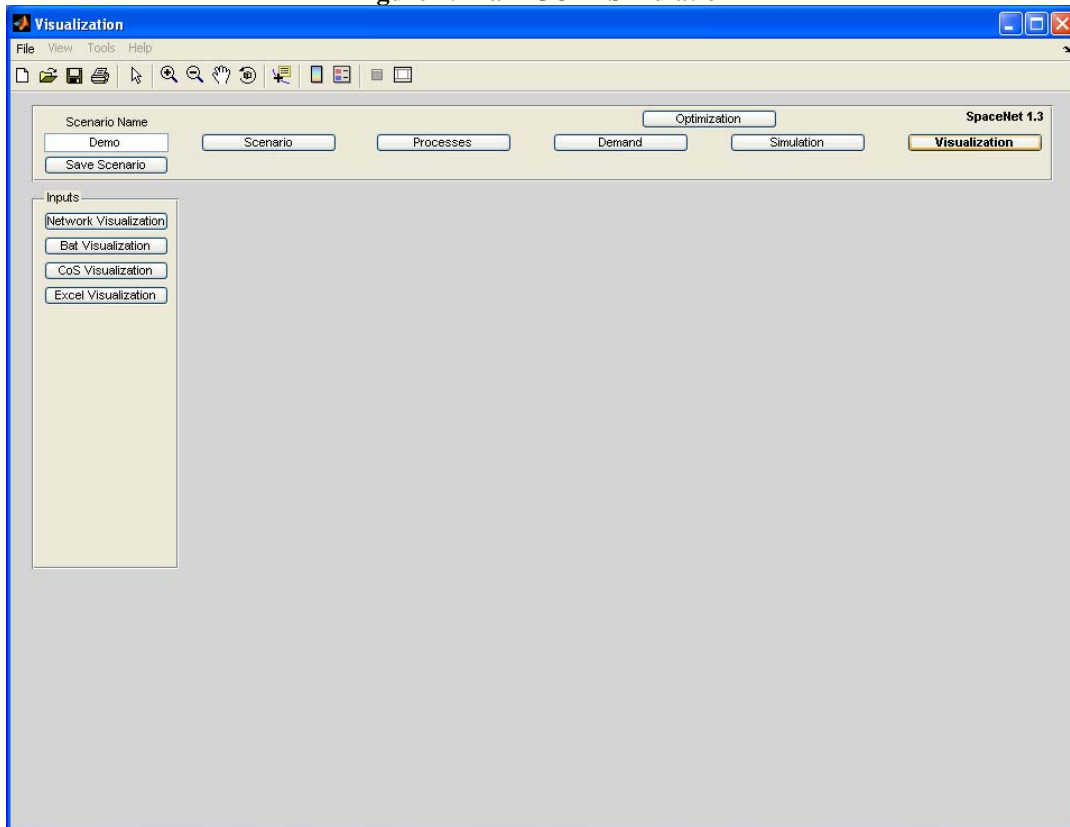 Visualization
File View Tools Help
Optimization
SpaceNet 1.3
Scenario Name
Demo
Scenario
Processes
Demand
Simulation
Visualization
Save Scenario
Inputs
Network Visualization
Bat Visualization
CoS Visualization
Excel Visualization